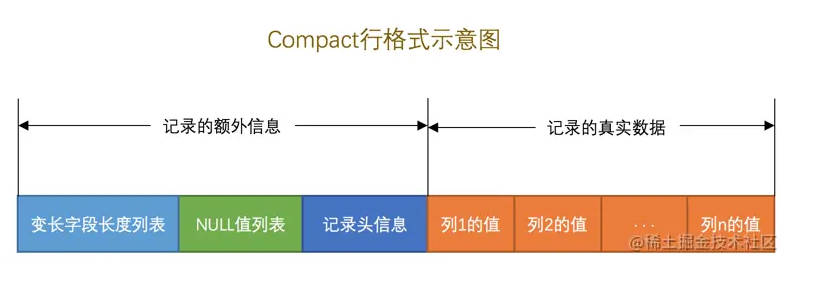 Compact行格式示意图
记录的额外信息
记录的真实数据
变长字段长度列表
NULL值列表
记录头信息
列1的值
列2的值
...
列n的值
@稀土掘金技术社区